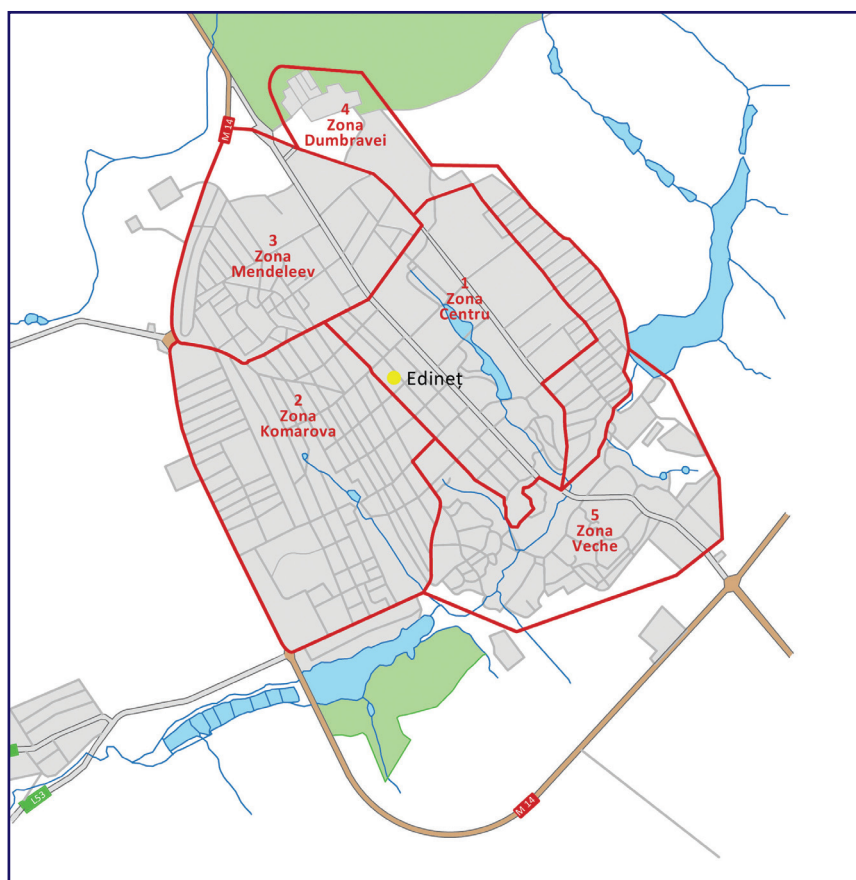 M 14
4
Zona
Dumbravei
3
Zona
Mendeleev
1
Zona
Centru
Edineț
2
Zona
Komarova
5
Zona
Veche
L53
M 14